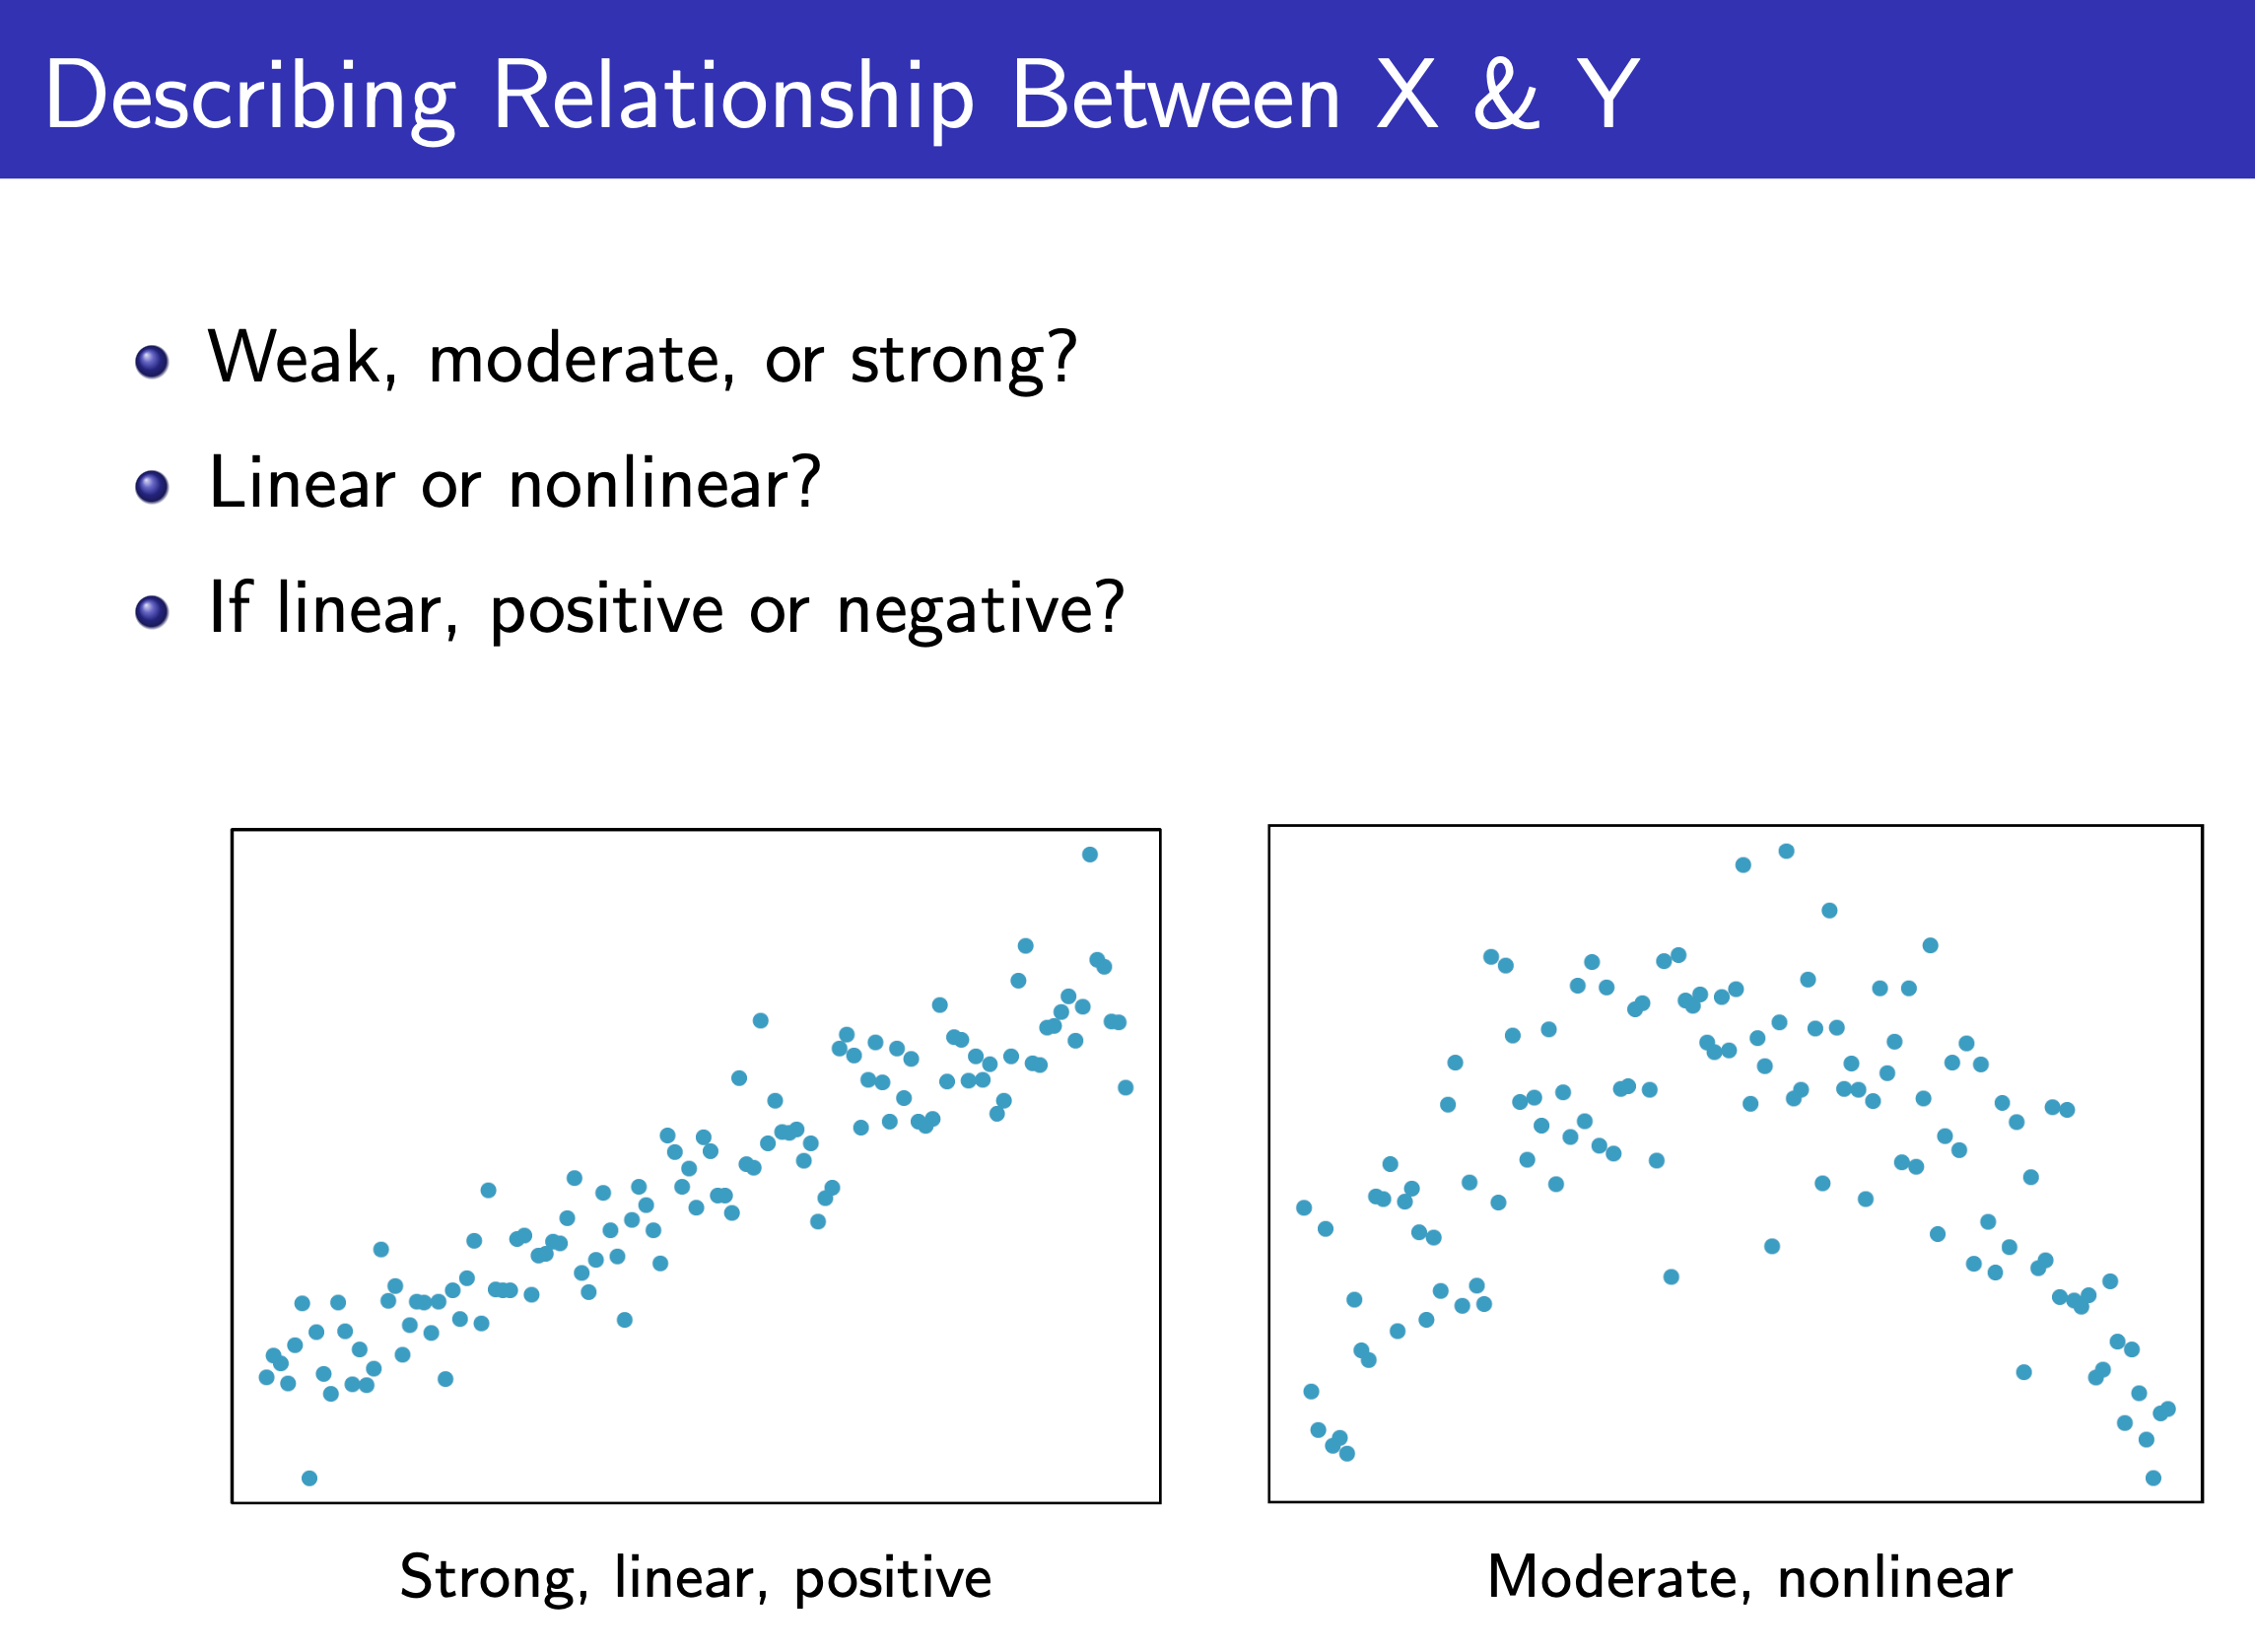 Describing Relationship Between X & Y
Weak, moderate, or strong?
Linear or nonlinear?
If linear, positive or negative?
Strong, linear, positive
Moderate, nonlinear